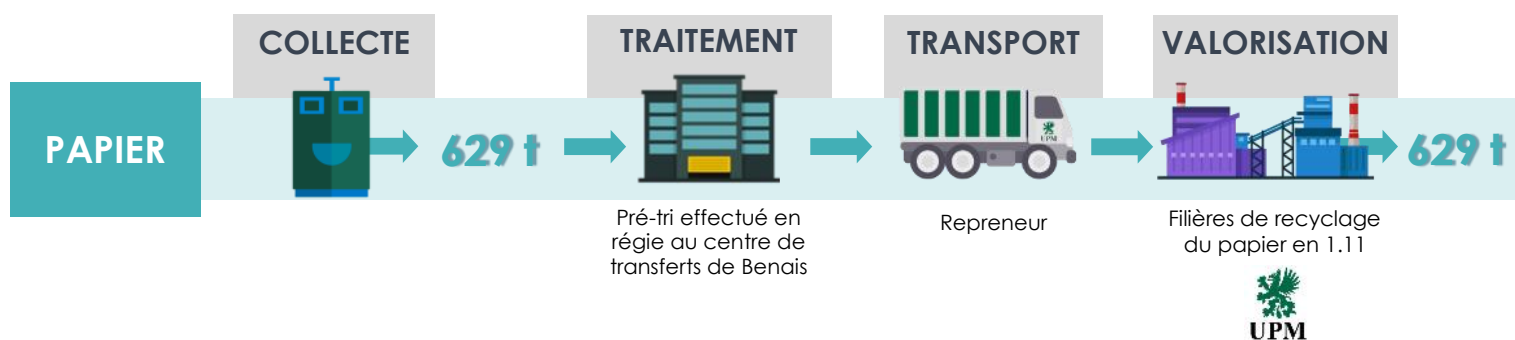 COLLECTE
TRAITEMENT
TRANSPORT
VALORISATION
PAPIER
629 t
UPM
629 t
Pré-tri effectué en
régie au centre de
transferts de Benais
Repreneur
Filières de recyclage
du papier en 1.11
UPM